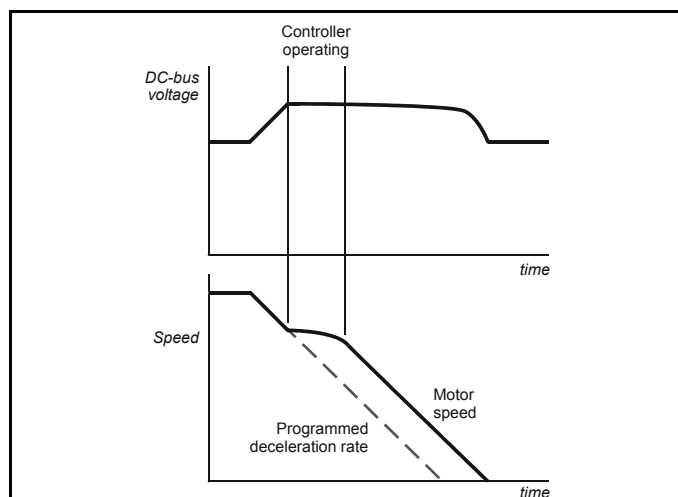 Controller
operating
DC-bus
voltage
time
Speed
Motor
speed
Programmed
deceleration rate
time